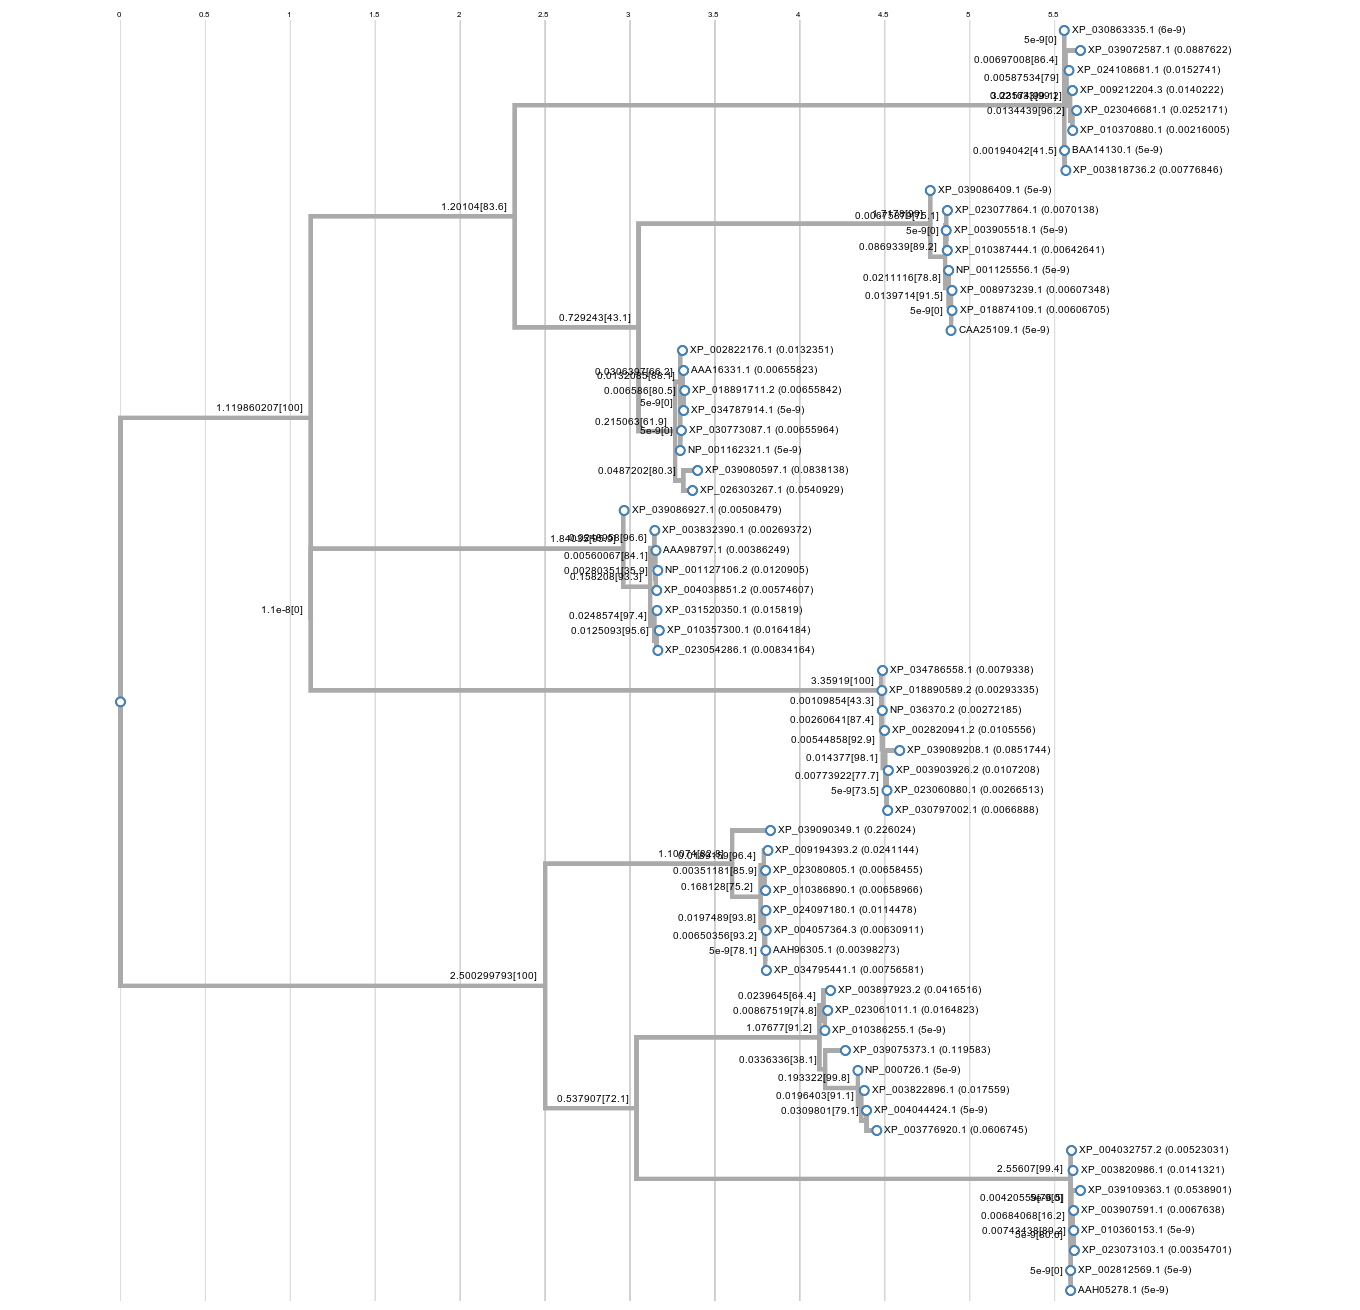 0 0.5 1 1.5 2 2.5 3 3.5 4 4.5 5 5.5
XP_030863335.1 (6e-9)
5e-9[0]
XP_039072587.1 (0.0887622)
0.00697008[86.4]
XP_024108681.1 (0.0152741)
0.00587534[79]
XP_009212204.3 (0.0140222)
XP_023046681.1 (0.0252171)
0.0134439[96.2]
XP_010370880.1 (0.00216005)
BAA14130.1 (5e-9)
0.00194042[41.5]
XP_003818736.2 (0.00776846)
XP_039086409.1 (5e-9)
1.20104[83.6]
XP_023077864.1 (0.0070138)
XP_003905518.1 (5e-9)
5e-9[0]
XP_010387444.1 (0.00642641)
0.0869339[89.2]
NP_001125556.1 (5e-9)
0.0211116[78.8]
XP_008973239.1 (0.00607348)
0.0139714[91.5]
XP_018874109.1 (0.00606705)
5e-9[0]
0.729243[43.1]
CAA25109.1 (5e-9)
XP_002822176.1 (0.0132351)
AAA16331.1 (0.00655823)
XP_018891711.2 (0.00655842)
0.006586[80.5]
5e-9[0]
XP_034787914.1 (5e-9)
1.119860207[100]
0.215063[61.9]
XP_030773087.1 (0.00655964)
5e-9[0]
NP_001162321.1 (5e-9)
XP_039080597.1 (0.0838138)
0.0487202[80.3]
XP_026303267.1 (0.0540929)
XP_039086927.1 (0.00508479)
XP_003832390.1 (0.00269372)
AAA98797.1 (0.00386249)
0.00560067[84.1]
NP_001127106.2 (0.0120905)
0.00280351[35.9]
0.158208[93.3]
XP_004038851.2 (0.00574607)
1.1e-8[0]
XP_031520350.1 (0.015819)
0.0248574[97.4]
XP_010357300.1 (0.0164184)
0.0125093[95.6]
XP_023054286.1 (0.00834164)
XP_034786558.1 (0.0079338)
3.35919[100]
XP_018890589.2 (0.00293335)
0.00109854[43.3]
NP_036370.2 (0.00272185)
0.00260641[87.4]
XP_002820941.2 (0.0105556)
0.00544858[92.9]
XP_039089208.1 (0.0851744)
0.014377[98.1]
XP_003903926.2 (0.0107208)
0.00773922[77.7]
XP_023060880.1 (0.00266513)
5e-9[73.5]
XP_030797002.1 (0.0066888)
XP_039090349.1 (0.226024)
XP_009194393.2 (0.0241144)
XP_023080805.1 (0.00658455)
0.00351181[85.9]
0.168128[75.2]
XP_010386890.1 (0.00658966)
XP_024097180.1 (0.0114478)
0.0197489[93.8]
XP_004057364.3 (0.00630911)
0.00650356[93.2]
AAH96305.1 (0.00398273)
5e-9[78.1]
XP_034795441.1 (0.00756581)
2.500299793[100]
XP_003897923.2 (0.0416516)
0.0239645[64.4]
XP_023061011.1 (0.0164823)
0.00867519[74.8]
XP_010386255.1 (5e-9)
1.07677[91.2]
XP_039075373.1 (0.119583)
0.0336336[38.1]
NP_000726.1 (5e-9)
0.193322[99.8]
XP_003822896.1 (0.017559)
0.0196403[91.1]
0.537907[72.1]
XP_004044424.1 (5e-9)
0.0309801[79.1]
XP_003776920.1 (0.0606745)
XP_004032757.2 (0.00523031)
2.55607[99.4]
XP_003820986.1 (0.0141321)
XP_039109363.1 (0.0538901)
XP_003907591.1 (0.0067638)
0.00684068[16.2]
XP_010360153.1 (5e-9)
XP_023073103.1 (0.00354701)
5e-9[0]
XP_002812569.1 (5e-9)
AAH05278.1 (5e-9)